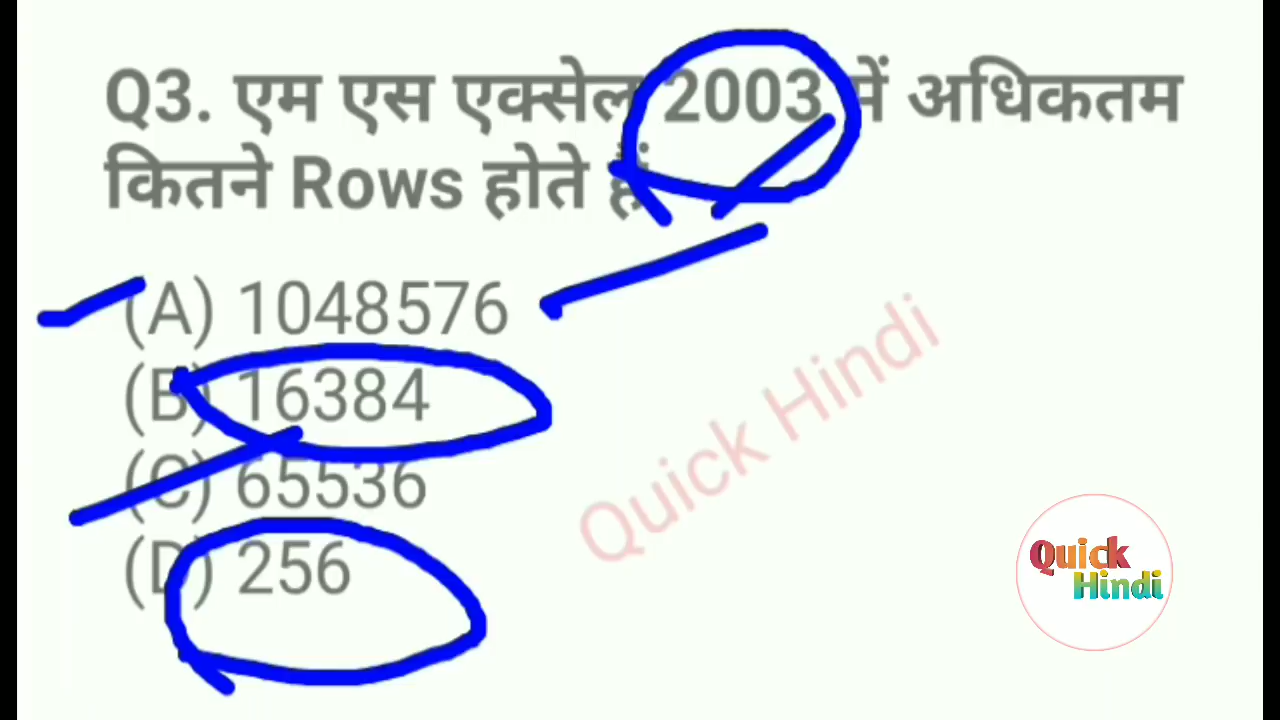 Q3. एम एस एक्सेल 2003 में अधिकतम
कितने Rows होते हैं
(A) 1048576
(B) 16384
(C) 65536
(D) 256
Quick Hindi
Quick
Hindi